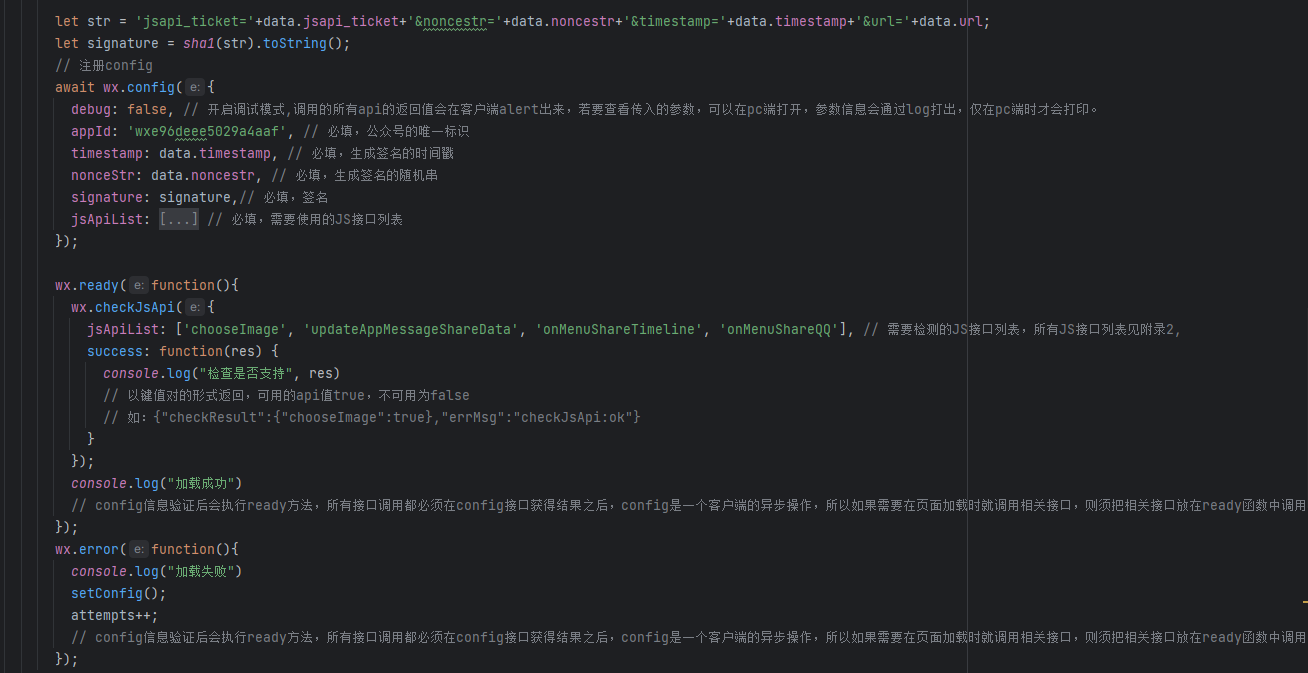 let str = 'jsapi_ticket='+data.jsapi_ticket+'&noncestr='+data.noncestr+'&timestamp='+data.timestamp+'&url='+data.url;
let signature = sha1(str).toString();
// 注册config
await wx.config( e: {
debug: false, // 开启调试模式,调用的所有api的返回值会在客户端alert出来，若要查看传入的参数，可以在pc端打开，参数信息会通过log打出，仅在pc端时才会打印。
appId: 'wxe96deee5029a4aaf', // 必填，公众号的唯一标识
timestamp: data.timestamp, // 必填，生成签名的时间戳
nonceStr: data.noncestr, // 必填，生成签名的随机串
signature: signature,// 必填，签名
jsApiList: [...] // 必填，需要使用的JS接口列表
});
wx.ready( e: function(){
wx.checkJsApi( e: {
jsApiList: ['chooseImage', 'updateAppMessageShareData', 'onMenuShareTimeline', 'onMenuShareQQ'], // 需要检测的JS接口列表，所有JS接口列表见附录2,
success: function(res) {
console.log("检查是否支持", res)
// 以键值对的形式返回，可用的api值true，不可用为false
// 如：{"checkResult":{"chooseImage":true},"errMsg":"checkJsApi:ok"}
}
});
console.log("加载成功")
// config信息验证后会执行ready方法，所有接口调用都必须在config接口获得结果之后，config是一个客户端的异步操作，所以如果需要在页面加载时就调用相关接口，则须把相关接口放在ready函数中调用
});
wx.error( e: function(){
console.log("加载失败")
setConfig();
attempts++;
// config信息验证后会执行ready方法，所有接口调用都必须在config接口获得结果之后，config是一个客户端的异步操作，所以如果需要在页面加载时就调用相关接口，则须把相关接口放在ready函数中调用
});